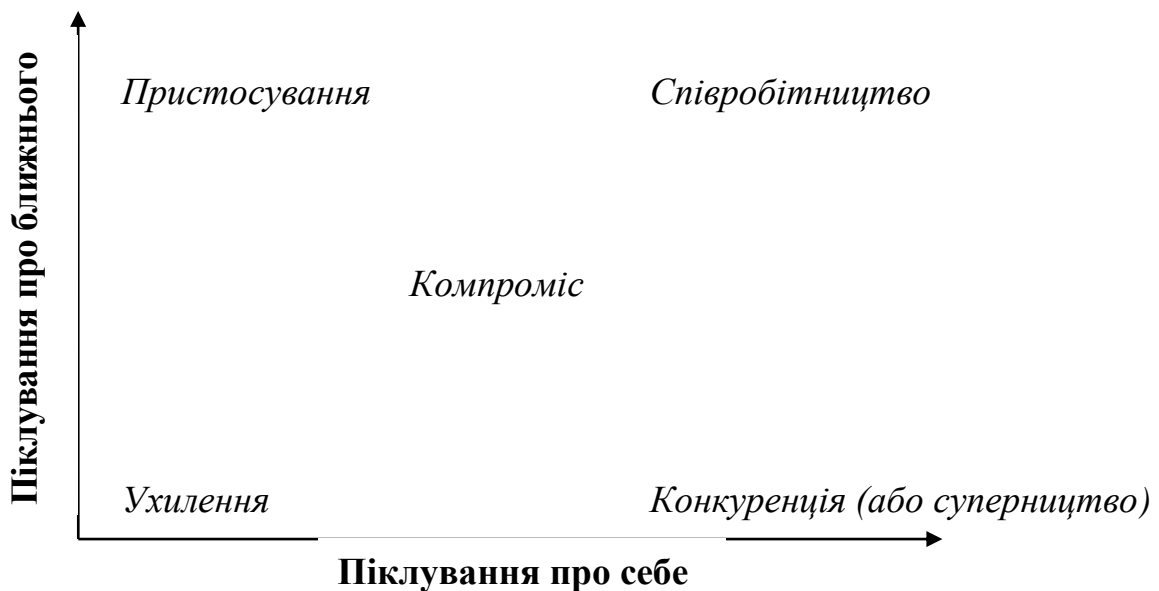 Піклування про ближнього
Пристосування
Співробітництво
Компроміс
Ухилення
Конкуренція (або суперництво)
Піклування про себе